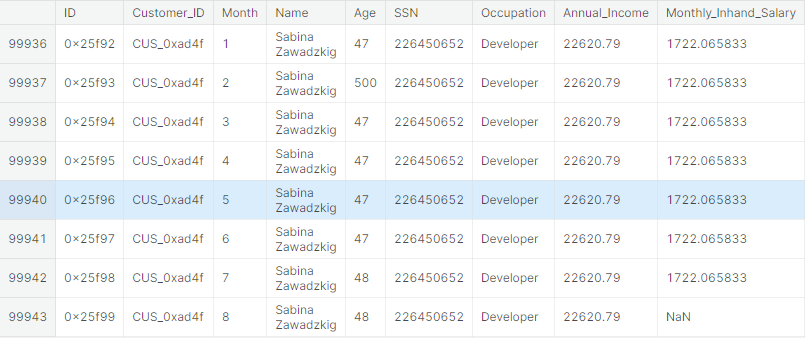 ID Customer_ID Month Name Age SSN Occupation Annual_Income Monthly_Inhand_Salary
99936 0×25f92 CUS_0xad4f 1 Sabina Zawadzkig 47 226450652 Developer 22620.79 1722.065833
99937 0×25f93 CUS_0xad4f 2 Sabina Zawadzkig 500 226450652 Developer 22620.79 1722.065833
99938 0×25f94 CUS_0xad4f 3 Sabina Zawadzkig 47 226450652 Developer 22620.79 1722.065833
99939 0×25f95 CUS_0xad4f 4 Sabina Zawadzkig 47 226450652 Developer 22620.79 1722.065833
99940 0×25f96 CUS_0xad4f 5 Sabina Zawadzkig 47 226450652 Developer 22620.79 1722.065833
99941 0×25f97 CUS_0xad4f 6 Sabina Zawadzkig 47 226450652 Developer 22620.79 1722.065833
99942 0×25f98 CUS_0xad4f 7 Sabina Zawadzkig 48 226450652 Developer 22620.79 1722.065833
99943 0×25f99 CUS_0xad4f 8 Sabina Zawadzkig 48 226450652 Developer 22620.79 NaN